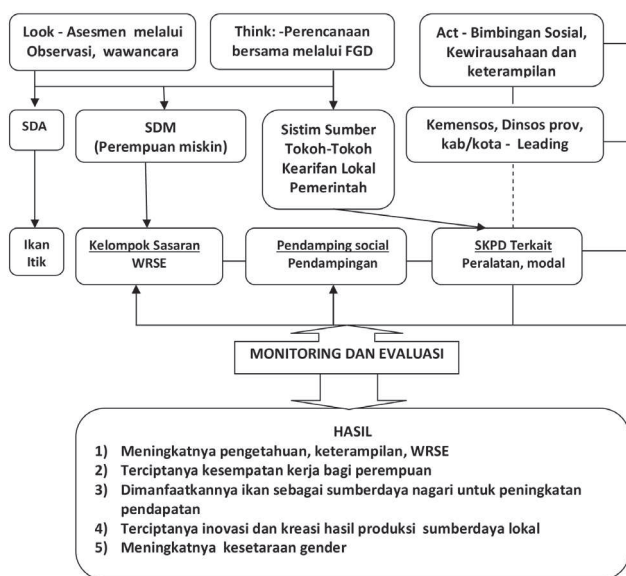 Look - Asesmen melalui
Observasi, wawancara
Think: -Perencanaan
bersama melalui FGD
Act - Bimbingan Sosial,
Kewirausahaan dan
keterampilan
SDA
SDM
(Perempuan miskin)
Sistim Sumber
Tokoh-Tokoh
Kearifan Lokal
Pemerintah
Kemensos, Dinsos prov,
kab/kota - Leading
Ikan
Itik
Kelompok Sasaran
WRSE
Pendamping social
Pendampingan
SKPD Terkait
Peralatan, modal
MONITORING DAN EVALUASI
HASIL
1) Meningkatnya pengetahuan, keterampilan, WRSE
2) Terciptanya kesempatan kerja bagi perempuan
3) Dimanfaatkannya ikan sebagai sumberdaya nagari untuk peningkatan
pendapatan
4) Terciptanya inovasi dan kreasi hasil produksi sumberdaya lokal
5) Meningkatnya kesetaraan gender